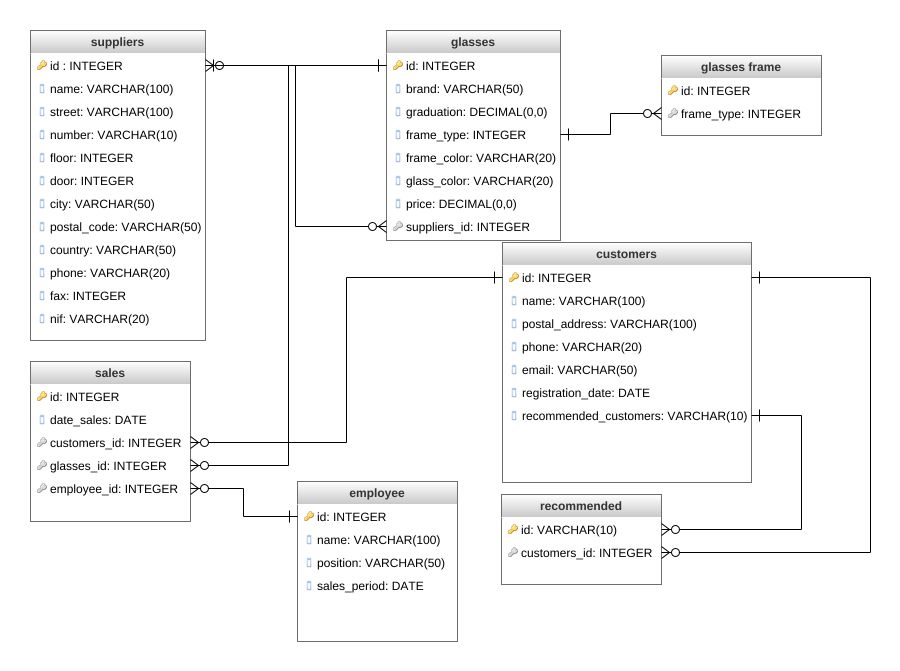 suppliers
id : INTEGER
name: VARCHAR(100)
street: VARCHAR(100)
number: VARCHAR(10)
floor: INTEGER
door: INTEGER
city: VARCHAR(50)
postal_code: VARCHAR(50)
country: VARCHAR(50)
phone: VARCHAR(20)
fax: INTEGER
nif: VARCHAR(20)
glasses
id: INTEGER
brand: VARCHAR(50)
graduation: DECIMAL(0,0)
frame_type: INTEGER
frame_color: VARCHAR(20)
glass_color: VARCHAR(20)
price: DECIMAL(0,0)
suppliers_id: INTEGER
glasses frame
id: INTEGER
frame_type: INTEGER
customers
id: INTEGER
name: VARCHAR(100)
postal_address: VARCHAR(100)
phone: VARCHAR(20)
email: VARCHAR(50)
registration_date: DATE
recommended_customers: VARCHAR(10)
sales
id: INTEGER
date_sales: DATE
customers_id: INTEGER
glasses_id: INTEGER
employee_id: INTEGER
employee
id: INTEGER
name: VARCHAR(100)
position: VARCHAR(50)
sales_period: DATE
recommended
id: VARCHAR(10)
customers_id: INTEGER